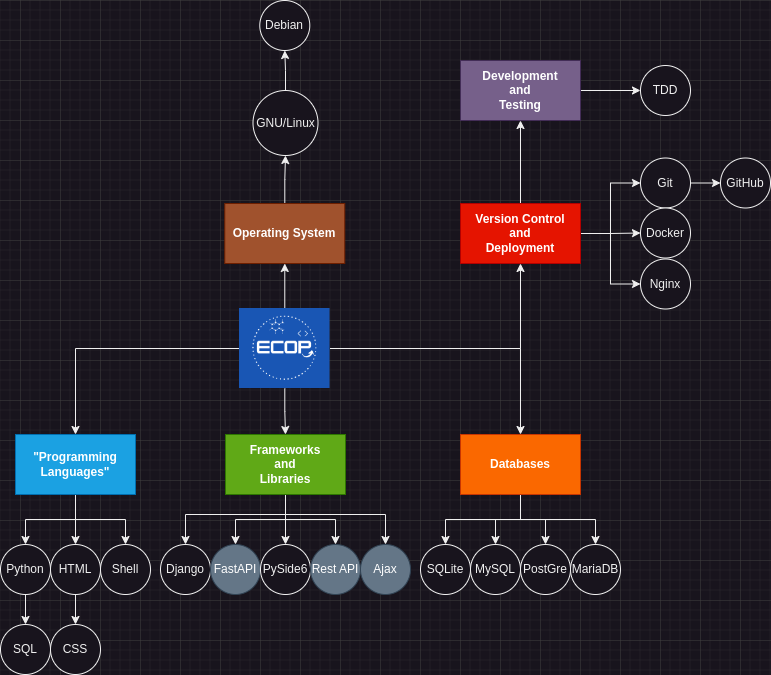 Debian
GNU/Linux
Development
and
Testing
TDD
Operating System
Version Control
and
Deployment
Git
GitHub
Docker
Nginx
< >
ECOP
"Programming
Languages"
Frameworks
and
Libraries
Databases
Python
HTML
Shell
Django
FastAPI
PySide6
Rest API
Ajax
SQLite
MySQL
PostGre
MariaDB
SQL
CSS